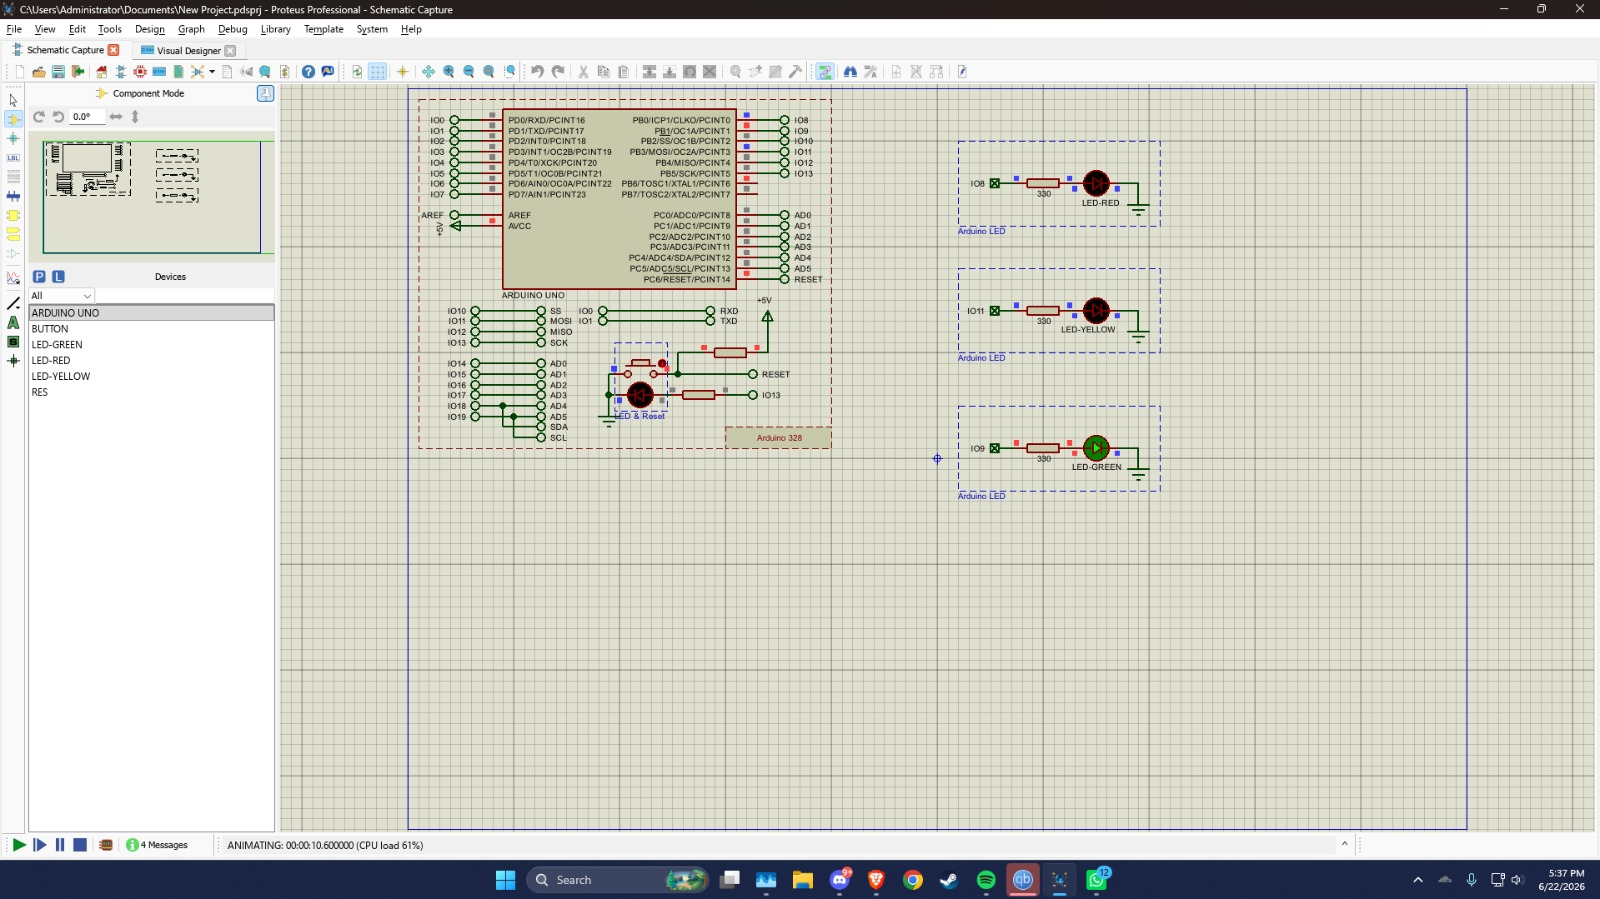 C:\Users\Administrator\Documents\New Project.pdsprj - Proteus Professional - Schematic Capture
File View Edit Tools Design Graph Debug Library Template System Help
Schematic Capture Visual Designer
Component Mode
0.0°
LBL
P L Devices
All
ARDUINO UNO
BUTTON
LED-GREEN
LED-RED
LED-YELLOW
RES
IO0 PD0/RXD/PCINT16 PB0/ICP1/CLKO/PCINT0 IO8
IO1 PD1/TXD/PCINT17 PB1/OC1A/PCINT1 IO9
IO2 PD2/INT0/PCINT18 PB2/SS/OC1B/PCINT2 IO10
IO3 PD3/INT1/OC2B/PCINT19 PB3/MOSI/OC2A/PCINT3 IO11
IO4 PD4/T0/XCK/PCINT20 PB4/MISO/PCINT4 IO12
IO5 PD5/T1/OC0B/PCINT21 PB5/SCK/PCINT5 IO13
IO6 PD6/AIN0/OC0A/PCINT22 PB6/TOSC1/XTAL1/PCINT6
IO7 PD7/AIN1/PCINT23 PB7/TOSC2/XTAL2/PCINT7
AREF AREF PC0/ADC0/PCINT8 AD0
+5V AVCC PC1/ADC1/PCINT9 AD1
PC2/ADC2/PCINT10 AD2
PC3/ADC3/PCINT11 AD3
PC4/ADC4/SDA/PCINT12 AD4
PC5/ADC5/SCL/PCINT13 AD5
PC6/RESET/PCINT14 RESET
ARDUINO UNO
+5V
IO10 SS IO0 RXD
IO11 MOSI IO1 TXD
IO12 MISO
IO13 SCK
IO14 AD0
IO15 AD1 RESET
IO16 AD2
IO17 AD3 IO13
IO18 AD4
IO19 AD5 LED & Reset
SDA
SCL
Arduino 328
IO8
330
LED-RED
Arduino LED
IO11
330
LED-YELLOW
Arduino LED
IO9
330
LED-GREEN
Arduino LED
4 Messages ANIMATING: 00:00:10.600000 (CPU load 61%)
Search
9+
qb
12
5:37 PM
6/22/2026